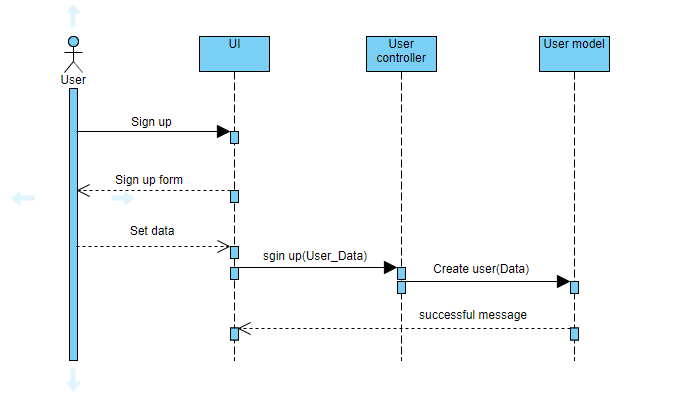 UI
User
controller
User model
User
Sign up
Sign up form
Set data
sgin up(User_Data)
Create user(Data)
successful message